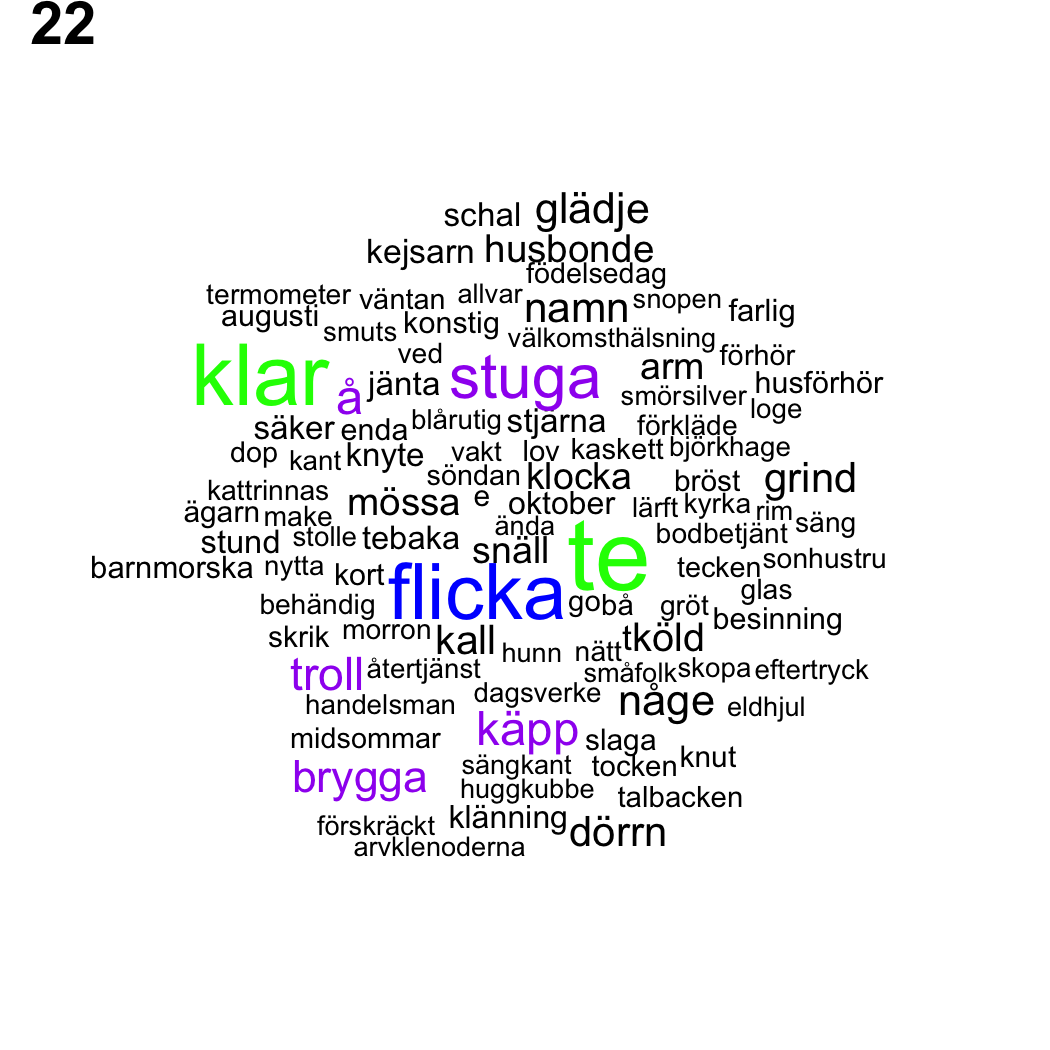 22
schal glädje
kejsarn husbonde
födelsedag
termometer väntan allvar namn snopen farlig
augusti smuts konstig välkomsthälsning
ved förhör
klar å jänta stuga arm smörsilver husförhör
loge
säker enda blårutig stjärna förkläde
dop kant knyte vakt lov kaskett björkhage
söndan klocka bröst grind
kattrinnas mössa e oktober lärft kyrka rim
ägarn make ända bodbetjänt säng
stund stolle tebaka snäll te
barnmorska nytta kort flicka tecken sonhustru
glas
behändig gobå gröt besinning
skrik morron kall hunn nätt tköld
troll återtjänst småfolk skopa eftertryck
handelsman dagsverke någe eldhjul
midsommar käpp slaga
brygga sängkant tocken knut
huggkubbe talbacken
förskräckt klänning dörrn
arvklenoderna